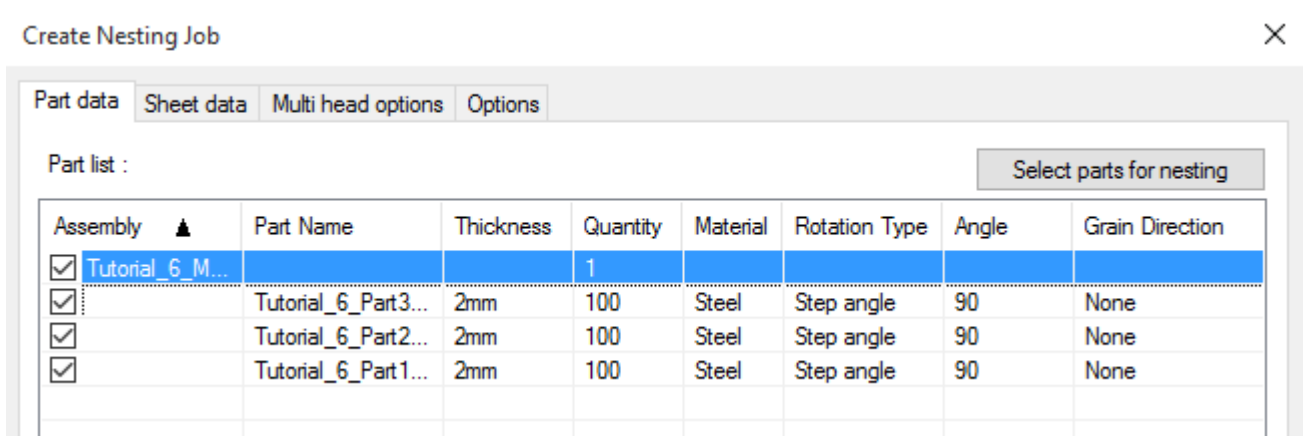 Create Nesting Job
Part data Sheet data Multi head options Options
Part list :
Select parts for nesting
Assembly ▲ Part Name Thickness Quantity Material Rotation Type Angle Grain Direction
Tutorial_6_M... 1
Tutorial_6_Part3... 2mm 100 Steel Step angle 90 None
Tutorial_6_Part2... 2mm 100 Steel Step angle 90 None
Tutorial_6_Part1... 2mm 100 Steel Step angle 90 None